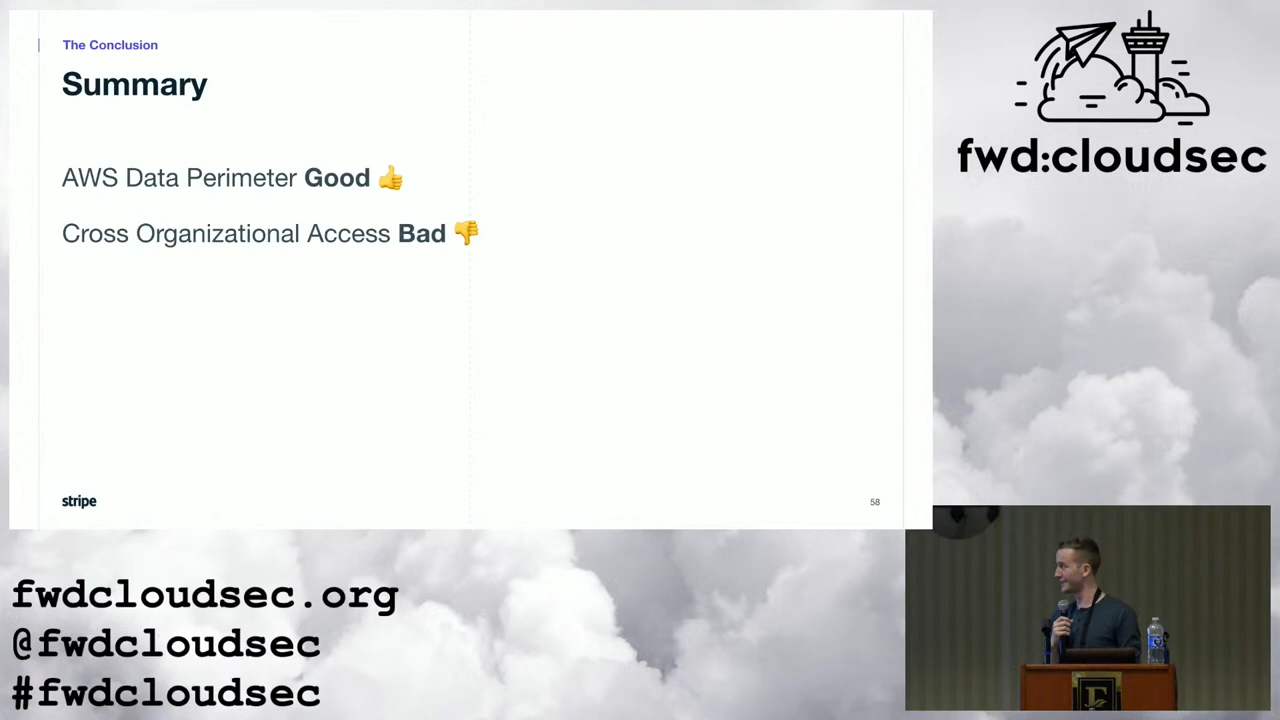 The Conclusion
Summary
AWS Data Perimeter Good 👍
Cross Organizational Access Bad 👎
stripe
58
fwd:cloudsec
fwdcloudsec.org
@fwdcloudsec
#fwdcloudsec
E